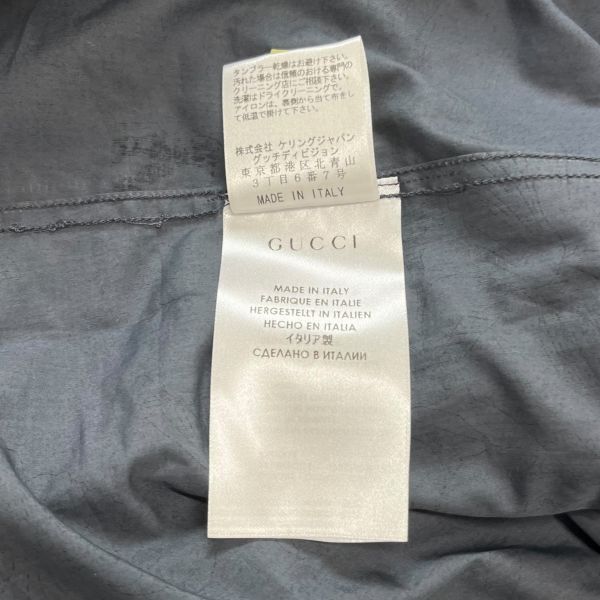 タンブラー乾燥はお避け下さい。
汚れた場合は信頼のおける専門の
クリーニング店にご相談下さい。
洗濯はドライクリーニングで。
アイロンは、裏側から当て布をし
て低温で掛けて下さい。
株式会社 ケリングジャパン
グッチディビジョン
東京都港区北青山
3丁目6番7号
MADE IN ITALY
GUCCI
MADE IN ITALY
FABRIQUE EN ITALIE
HERGESTELLT IN ITALIEN
HECHO EN ITALIA
イタリア製
СДЕЛАНО В ИТАЛИИ